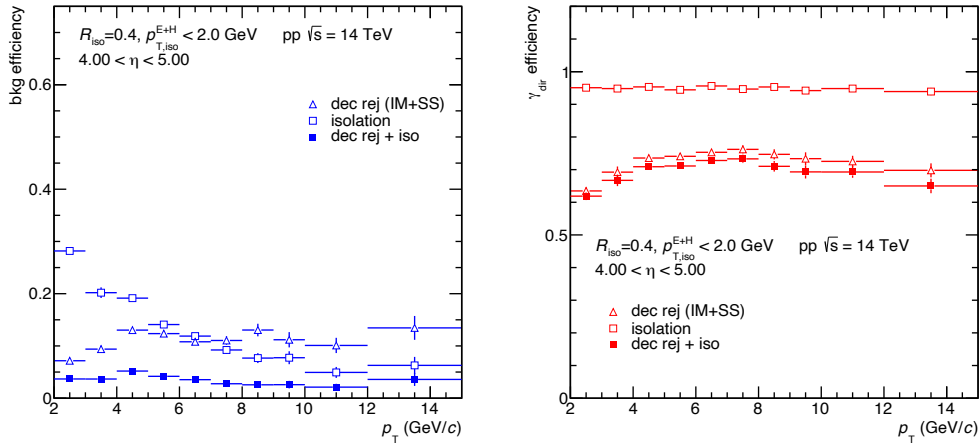 bkg efficiency
0.6
0.4
0.2
0
R_iso=0.4, p_T,iso^E+H < 2.0 GeV pp √s = 14 TeV
4.00 < η < 5.00
dec rej (IM+SS)
isolation
dec rej + iso
2 4 6 8 10 12 14
p_T (GeV/c)
γ_dir efficiency
1
0.5
0
R_iso=0.4, p_T,iso^E+H < 2.0 GeV pp √s = 14 TeV
4.00 < η < 5.00
dec rej (IM+SS)
isolation
dec rej + iso
2 4 6 8 10 12 14
p_T (GeV/c)